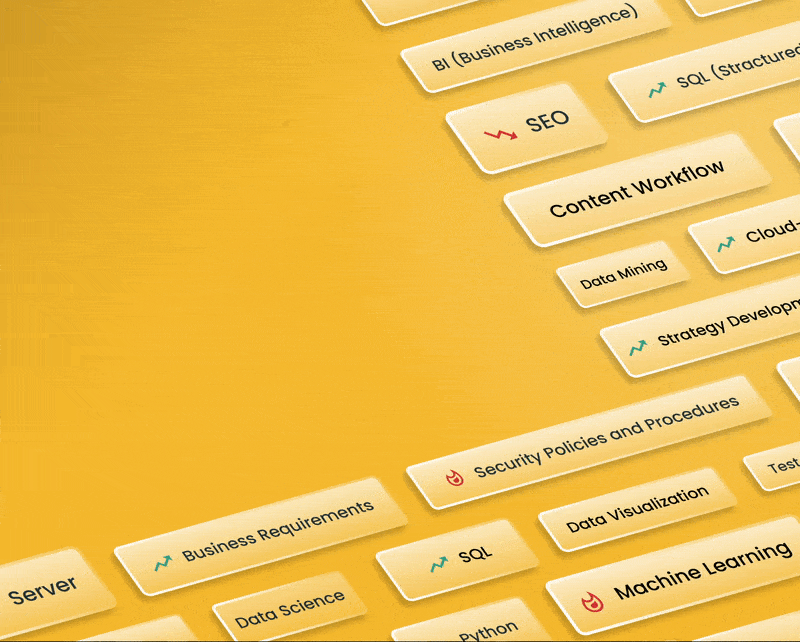 BI (Business Intelligence)
SQL (Stractured
SEO
Content Workflow
Cloud-
Data Mining
Strategy Developm
Security Policies and Procedures
Test
Business Requirements
Data Visualization
SQL
Server
Machine Learning
Data Science
Python